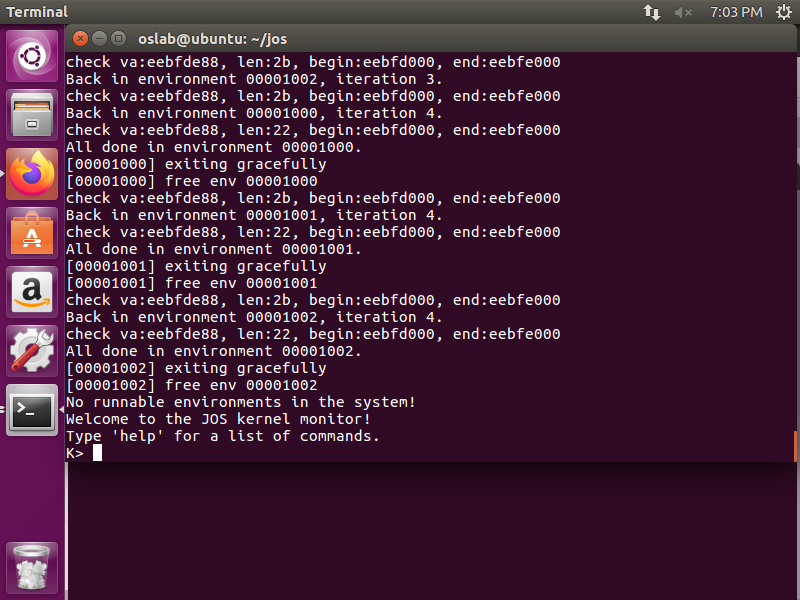 Terminal
7:03 PM
oslab@ubuntu: ~/jos
check va:eebfde88, len:2b, begin:eebfd000, end:eebfe000
Back in environment 00001002, iteration 3.
check va:eebfde88, len:2b, begin:eebfd000, end:eebfe000
Back in environment 00001000, iteration 4.
check va:eebfde88, len:22, begin:eebfd000, end:eebfe000
All done in environment 00001000.
[00001000] exiting gracefully
[00001000] free env 00001000
check va:eebfde88, len:2b, begin:eebfd000, end:eebfe000
Back in environment 00001001, iteration 4.
check va:eebfde88, len:22, begin:eebfd000, end:eebfe000
All done in environment 00001001.
[00001001] exiting gracefully
[00001001] free env 00001001
check va:eebfde88, len:2b, begin:eebfd000, end:eebfe000
Back in environment 00001002, iteration 4.
check va:eebfde88, len:22, begin:eebfd000, end:eebfe000
All done in environment 00001002.
[00001002] exiting gracefully
[00001002] free env 00001002
No runnable environments in the system!
Welcome to the JOS kernel monitor!
Type 'help' for a list of commands.
K>